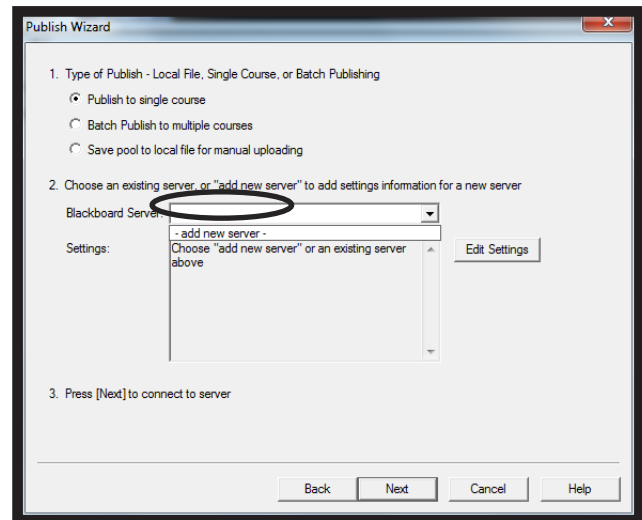 Publish Wizard
X
1. Type of Publish - Local File, Single Course, or Batch Publishing
Publish to single course
Batch Publish to multiple courses
Save pool to local file for manual uploading
2. Choose an existing server, or "add new server" to add settings information for a new server
Blackboard Server:
- add new server -
Settings:
Choose "add new server" or an existing server
above
Edit Settings
3. Press [Next] to connect to server
Back Next Cancel Help